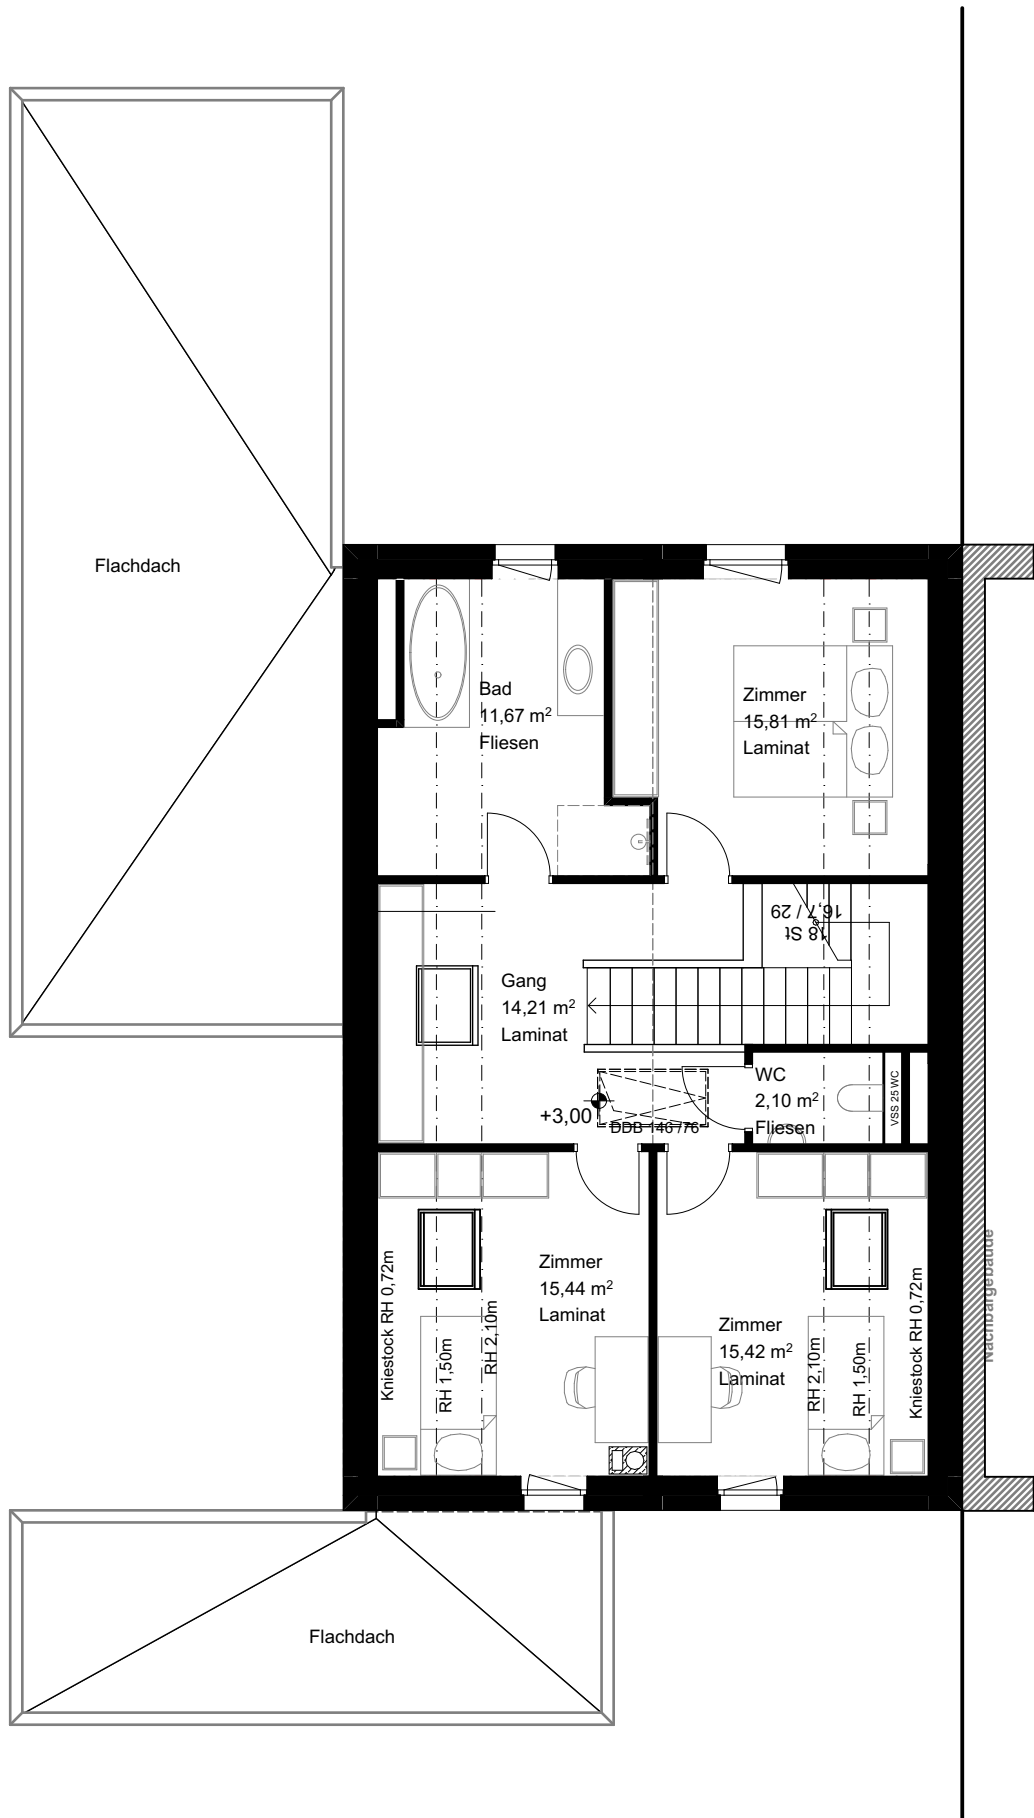 Flachdach
Bad
11,67 m²
Fliesen
Zimmer
15,81 m²
Laminat
18 St
16,7 / 29
Gang
14,21 m²
Laminat
WC
2,10 m²
Fliesen
VSS 25 WC
+3,00
DDB 146776
Zimmer
15,44 m²
Laminat
Kniestock RH 0,72m
RH 1,50m
RH 2,10m
Zimmer
15,42 m²
Laminat
RH 2,10m
RH 1,50m
Kniestock RH 0,72m
Nachbargebäude
Flachdach